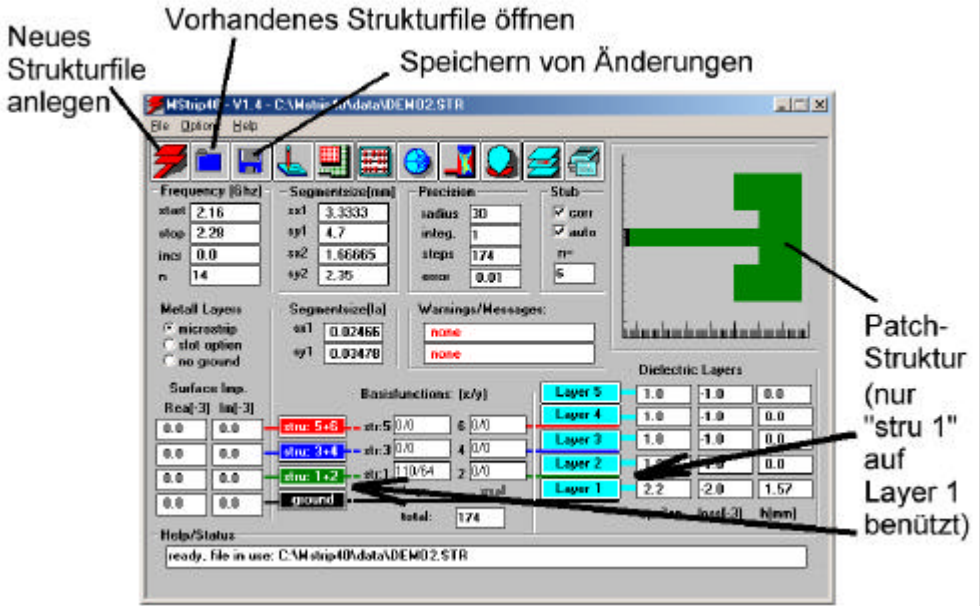 Vorhandenes Strukturfile öffnen
Neues
Strukturfile
anlegen
Speichern von Änderungen
MStrip40 - V1.4 - C:\Mstrip40\data\DEMO2.STR
File Options Help
Frequency (Ghz)
start 2.16
stop 2.28
incr 0.0
n 14
Segmentsize[mm]
sx1 3.3333
sy1 4.7
sx2 1.66665
sy2 2.35
Precision
radius 30
integ. 1
steps 174
error 0.01
Stub
corr
auto
n=
6
Metall Layers
microstrip
slot option
no ground
Segmentsize(la)
sx1 0.02466
sy1 0.03478
Warnings/Messages:
none
none
Surface Imp.
Rea[-3] Im[-3]
0.0 0.0
0.0 0.0
0.0 0.0
0.0 0.0
Basisfunctions (x/y)
stru: 5+6 str:5 0/0 6 0/0
stru: 3+4 str:3 0/0 4 0/0
stru: 1+2 str:1 110/64 2 0/0
ground
total: 174
Dielectric Layers
Layer 5 1.0 -1.0 0.0
Layer 4 1.0 -1.0 0.0
Layer 3 1.0 -1.0 0.0
Layer 2 0.0
Layer 1 2.2 -2.0 1.57
loss[-3] h[mm]
Help/Status
ready. file in use: C:\Mstrip40\data\DEMO2.STR
Patch-
Struktur
(nur
"stru 1"
auf
Layer 1
benützt)